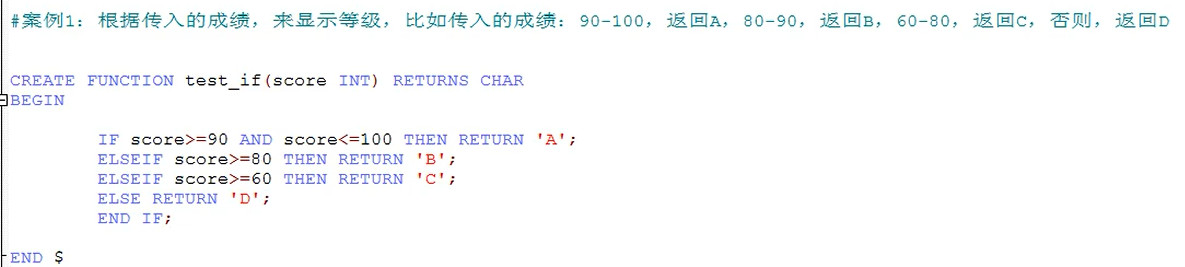 #案例1：根据传入的成绩，来显示等级，比如传入的成绩：90-100，返回A，80-90，返回B，60-80，返回C，否则，返回D
CREATE FUNCTION test_if(score INT) RETURNS CHAR
BEGIN
IF score>=90 AND score<=100 THEN RETURN 'A';
ELSEIF score>=80 THEN RETURN 'B';
ELSEIF score>=60 THEN RETURN 'C';
ELSE RETURN 'D';
END IF;
END $